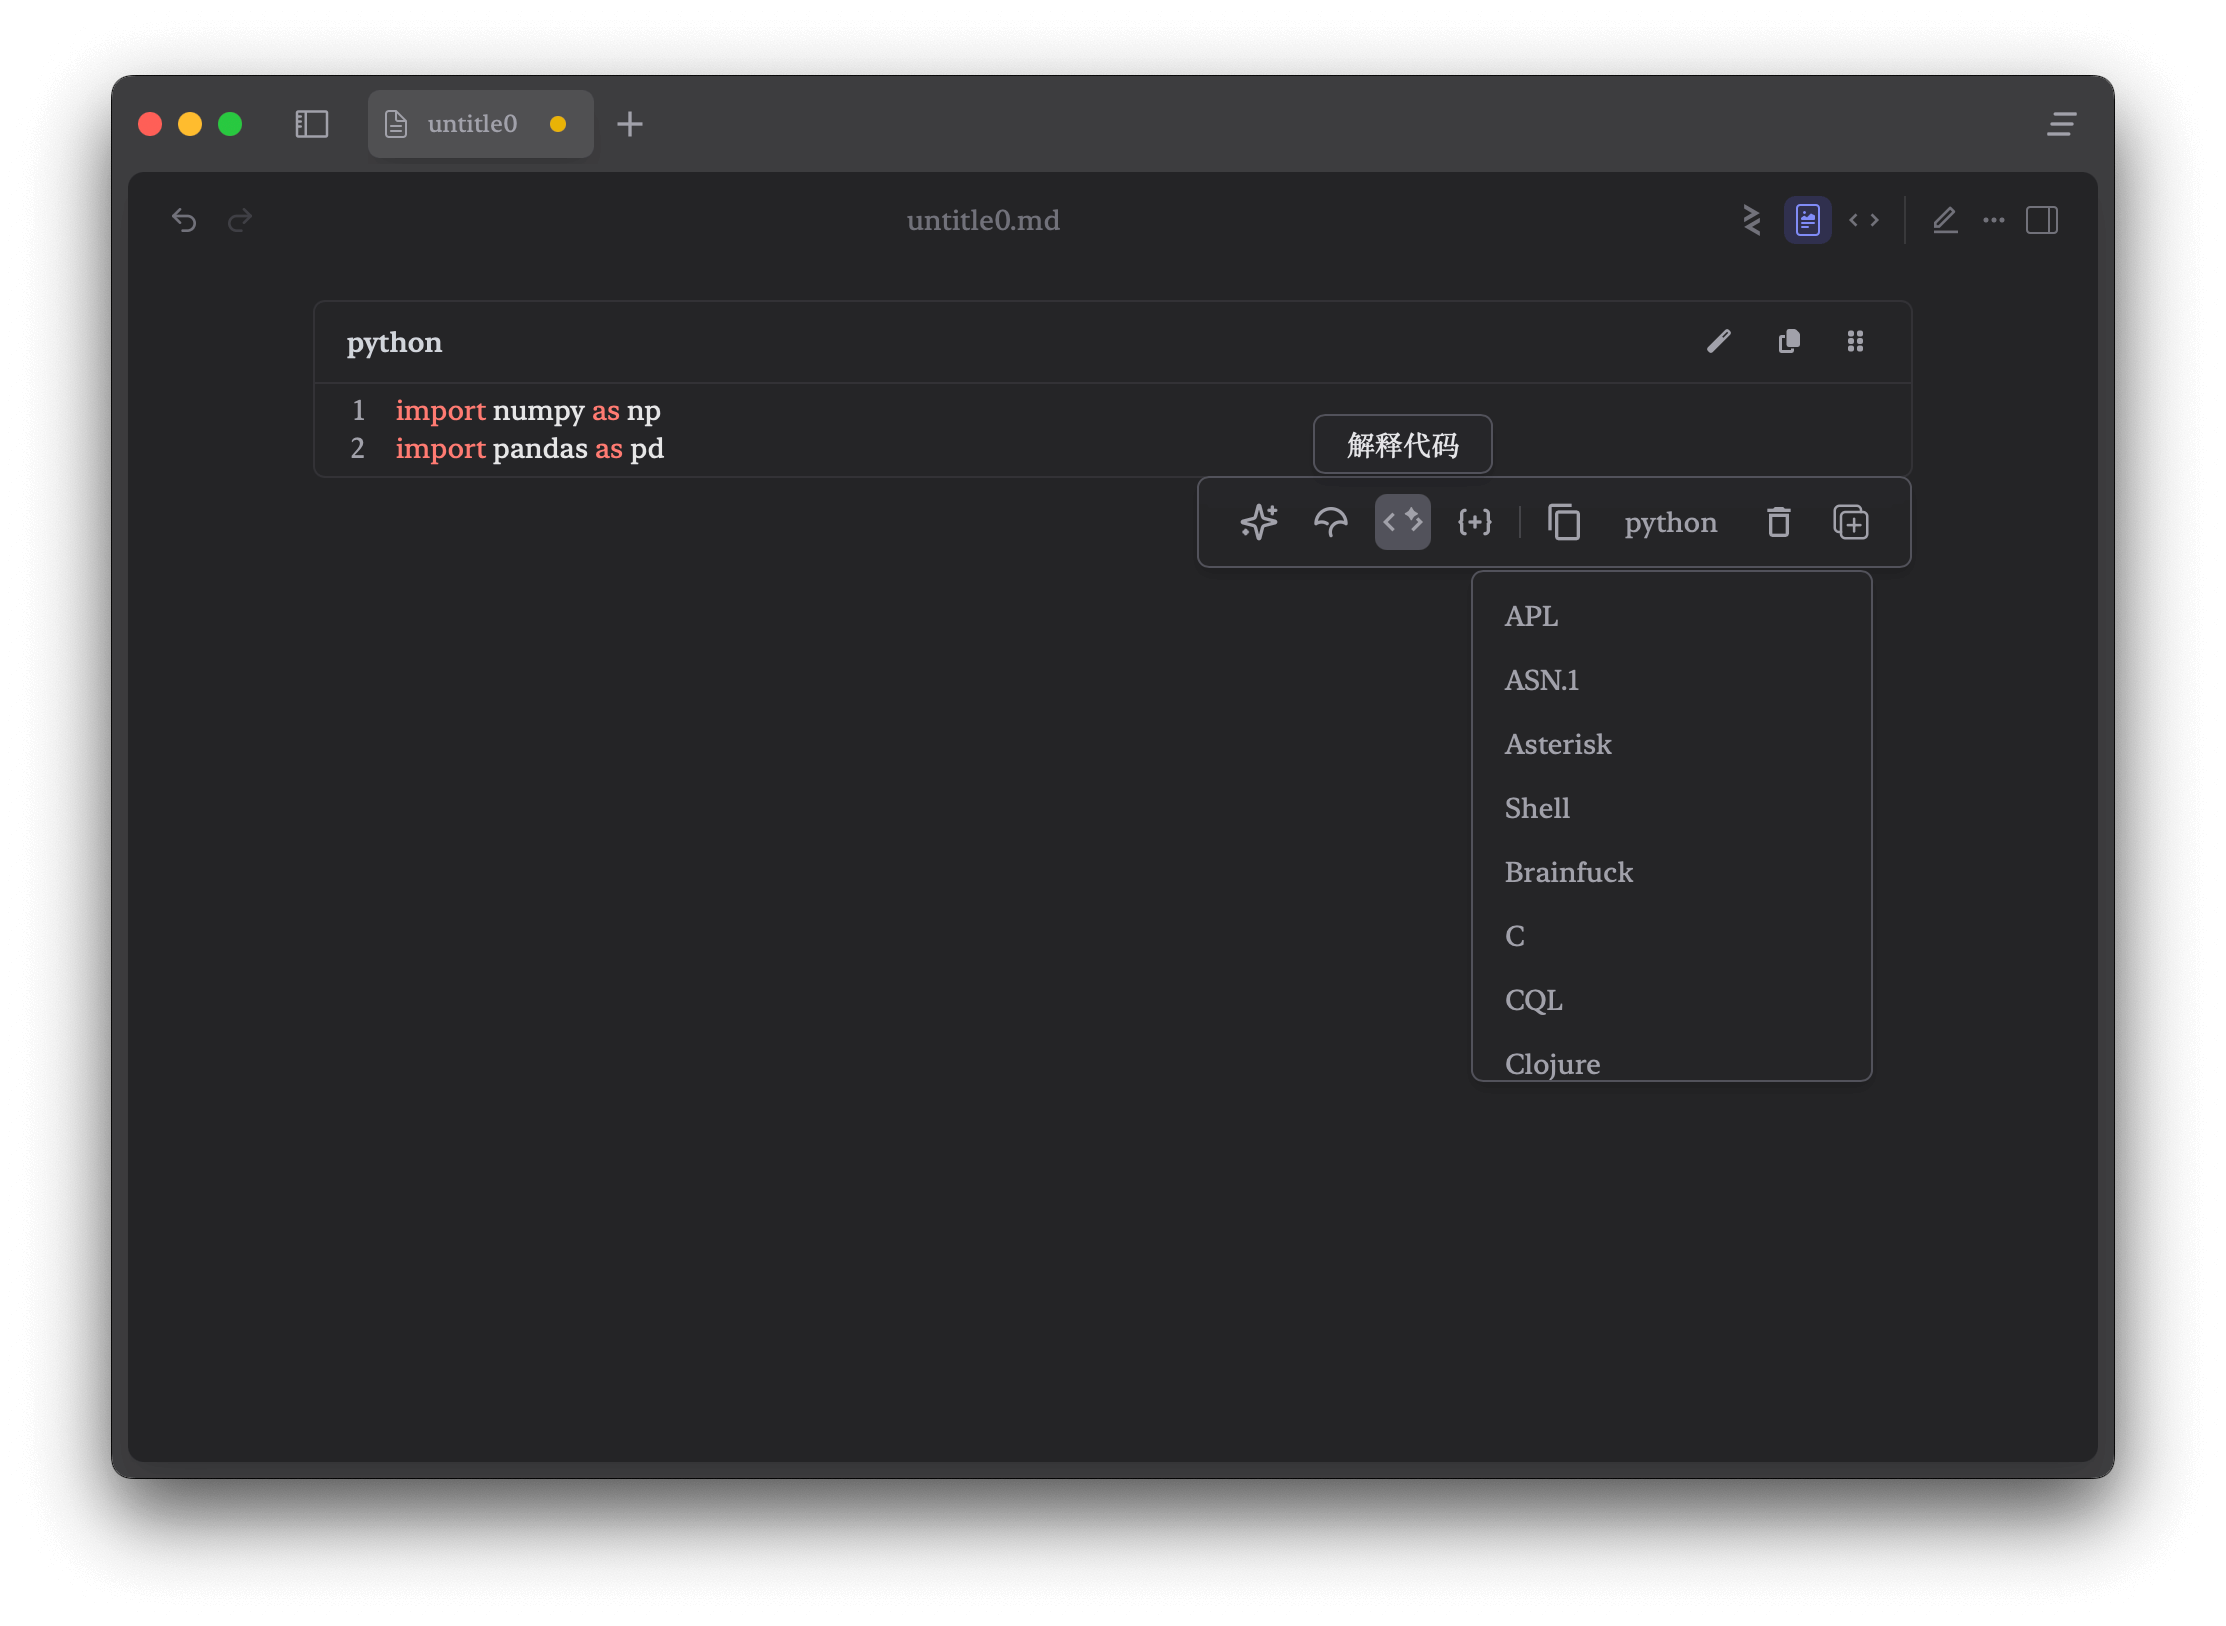 untitle0
untitle0.md
python
1 import numpy as np
2 import pandas as pd
解释代码
python
APL
ASN.1
Asterisk
Shell
Brainfuck
C
CQL
Clojure